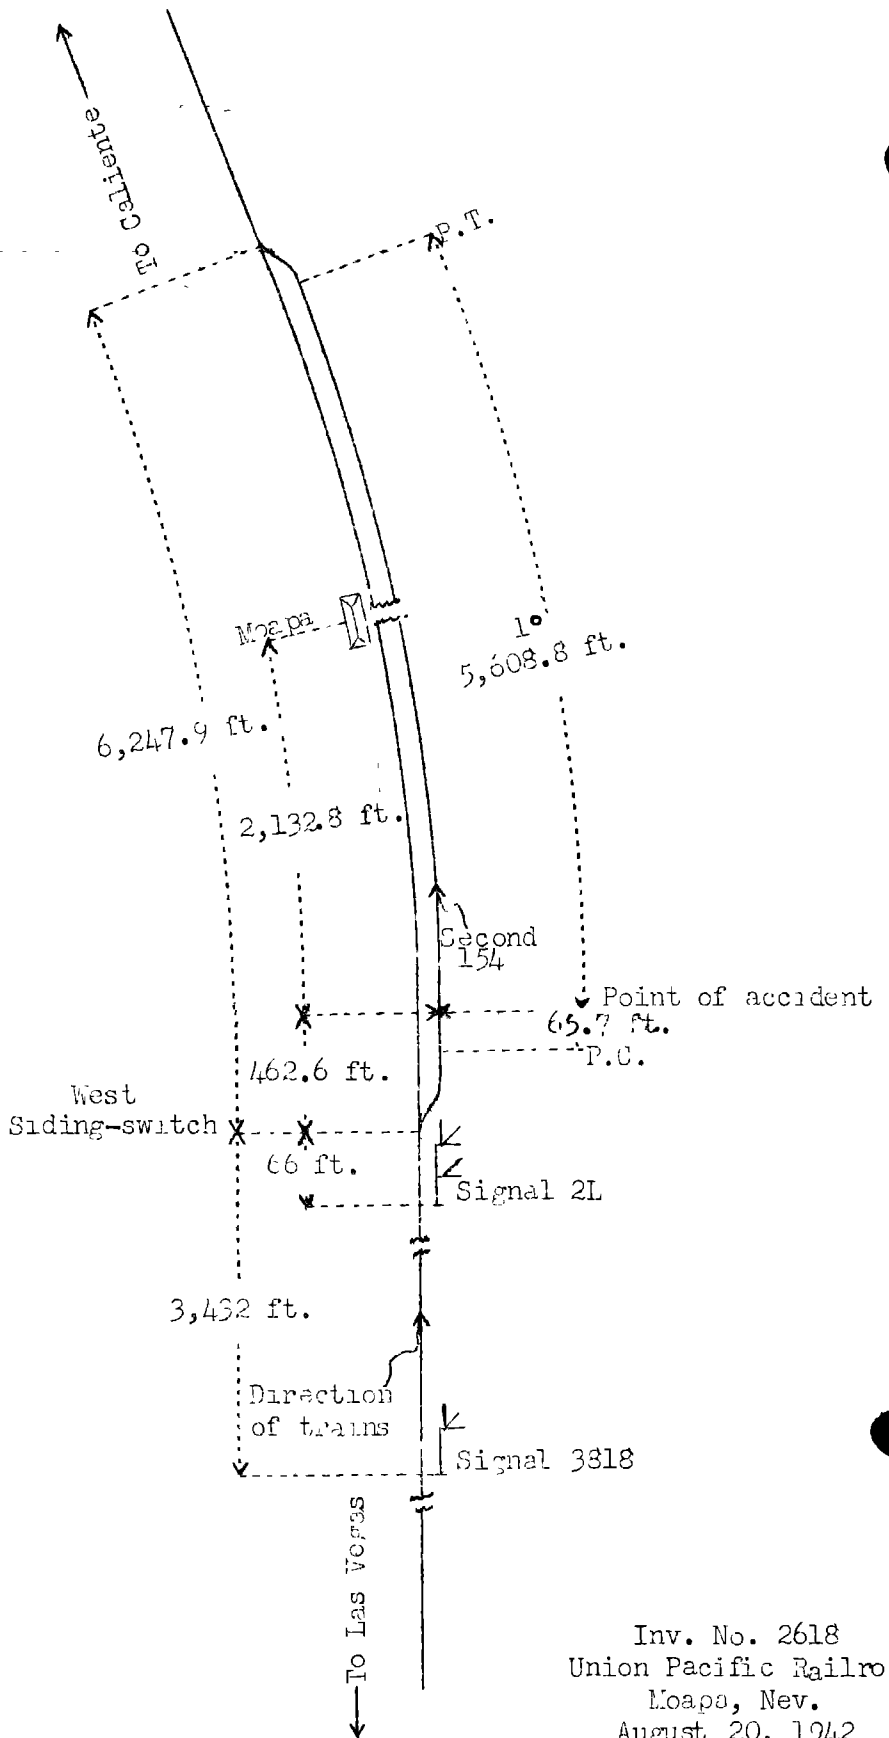 To Caliente
P.T.
Moapa
1°
5,608.8 ft.
6,247.9 ft.
2,132.8 ft.
Second
154
Point of accident
65.7 ft.
P.C.
462.6 ft.
West
Siding-switch
66 ft.
Signal 2L
3,432 ft.
Direction
of trains
Signal 3818
To Las Vegas
Inv. No. 2618
Union Pacific Railro
Moapa, Nev.
August 20, 1942